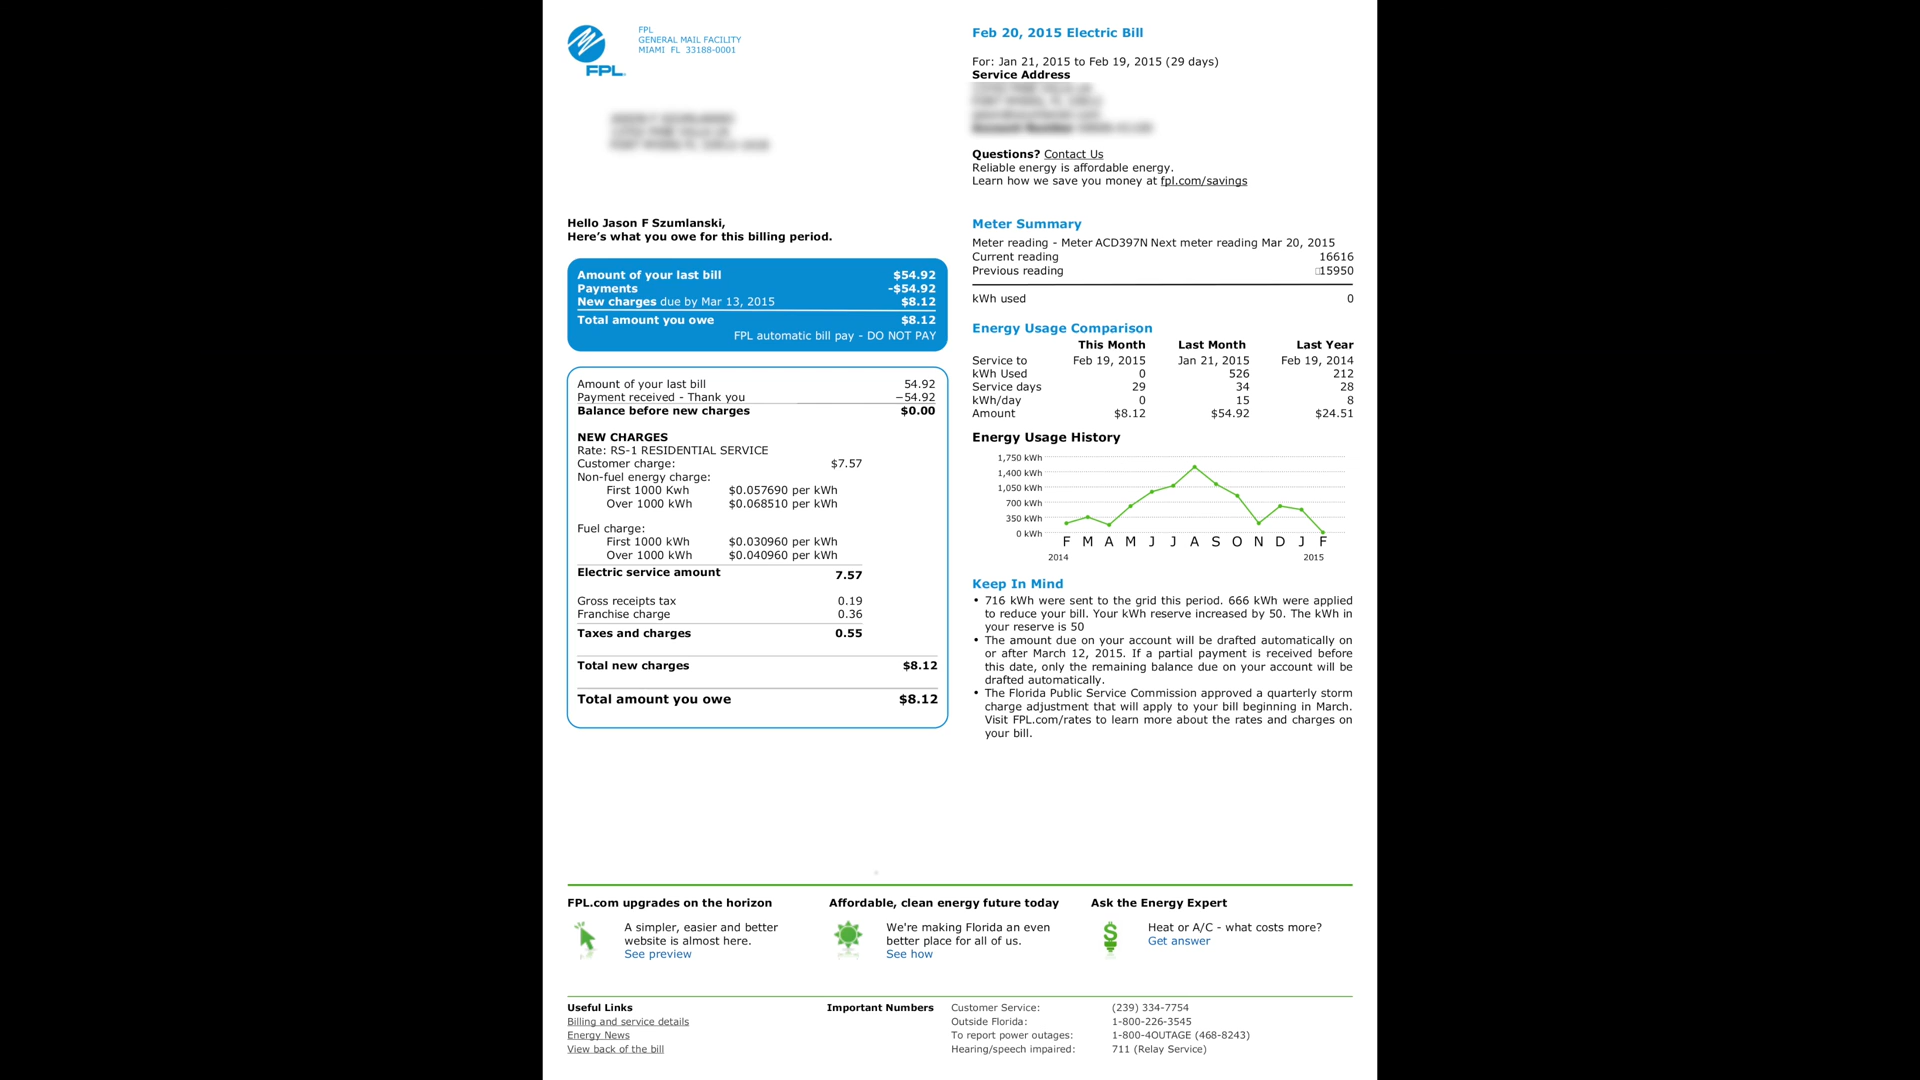 FPL
GENERAL MAIL FACILITY
MIAMI FL 33188-0001
FPL.
Feb 20, 2015 Electric Bill
For: Jan 21, 2015 to Feb 19, 2015 (29 days)
Service Address
Account Number
Questions? Contact Us
Reliable energy is affordable energy.
Learn how we save you money at fpl.com/savings
Hello Jason F Szumlanski,
Here's what you owe for this billing period.
Amount of your last bill $54.92
Payments -$54.92
New charges due by Mar 13, 2015 $8.12
Total amount you owe $8.12
FPL automatic bill pay - DO NOT PAY
Amount of your last bill 54.92
Payment received - Thank you −54.92
Balance before new charges $0.00
NEW CHARGES
Rate: RS-1 RESIDENTIAL SERVICE
Customer charge: $7.57
Non-fuel energy charge:
First 1000 Kwh $0.057690 per kWh
Over 1000 kWh $0.068510 per kWh
Fuel charge:
First 1000 kWh $0.030960 per kWh
Over 1000 kWh $0.040960 per kWh
Electric service amount 7.57
Gross receipts tax 0.19
Franchise charge 0.36
Taxes and charges 0.55
Total new charges $8.12
Total amount you owe $8.12
Meter Summary
Meter reading - Meter ACD397N Next meter reading Mar 20, 2015
Current reading 16616
Previous reading 15950
kWh used 0
Energy Usage Comparison
This Month Last Month Last Year
Service to Feb 19, 2015 Jan 21, 2015 Feb 19, 2014
kWh Used 0 526 212
Service days 29 34 28
kWh/day 0 15 8
Amount $8.12 $54.92 $24.51
Energy Usage History
1,750 kWh
1,400 kWh
1,050 kWh
700 kWh
350 kWh
0 kWh
F M A M J J A S O N D J F
2014 2015
Keep In Mind
• 716 kWh were sent to the grid this period. 666 kWh were applied
to reduce your bill. Your kWh reserve increased by 50. The kWh in
your reserve is 50
• The amount due on your account will be drafted automatically on
or after March 12, 2015. If a partial payment is received before
this date, only the remaining balance due on your account will be
drafted automatically.
• The Florida Public Service Commission approved a quarterly storm
charge adjustment that will apply to your bill beginning in March.
Visit FPL.com/rates to learn more about the rates and charges on
your bill.
FPL.com upgrades on the horizon
A simpler, easier and better
website is almost here.
See preview
Affordable, clean energy future today
We're making Florida an even
better place for all of us.
See how
Ask the Energy Expert
Heat or A/C - what costs more?
Get answer
Useful Links
Billing and service details
Energy News
View back of the bill
Important Numbers
Customer Service: (239) 334-7754
Outside Florida: 1-800-226-3545
To report power outages: 1-800-4OUTAGE (468-8243)
Hearing/speech impaired: 711 (Relay Service)